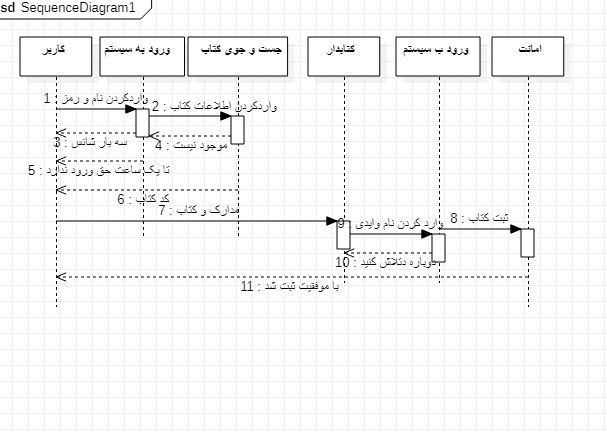 sd SequenceDiagram1
کاربر
ورود به سیستم
جست و جوی کتاب
کتابدار
ورود ب سیستم
امانت
1 : واردکردن نام و رمز
2 : واردکردن اطلاعات کتاب
3 : سه بار شانس
4 : موجود نیست
5 : تا یک ساعت حق ورود ندارد
6 : کد کتاب
7 : مدارک و کتاب
8 : ثبت کتاب
9 : وارد کردن نام وایدی
10 : دوباره دتلاش کنید
11 : با موفقیت ثبت شد